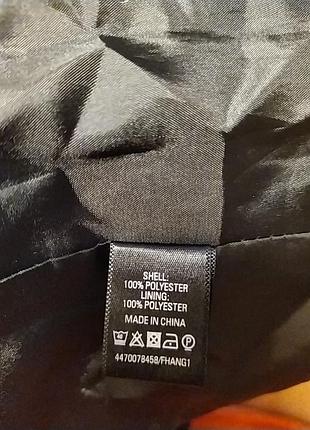 SHELL:
100% POLYESTER
LINING:
100% POLYESTER
MADE IN CHINA
4470078458/FHANG1